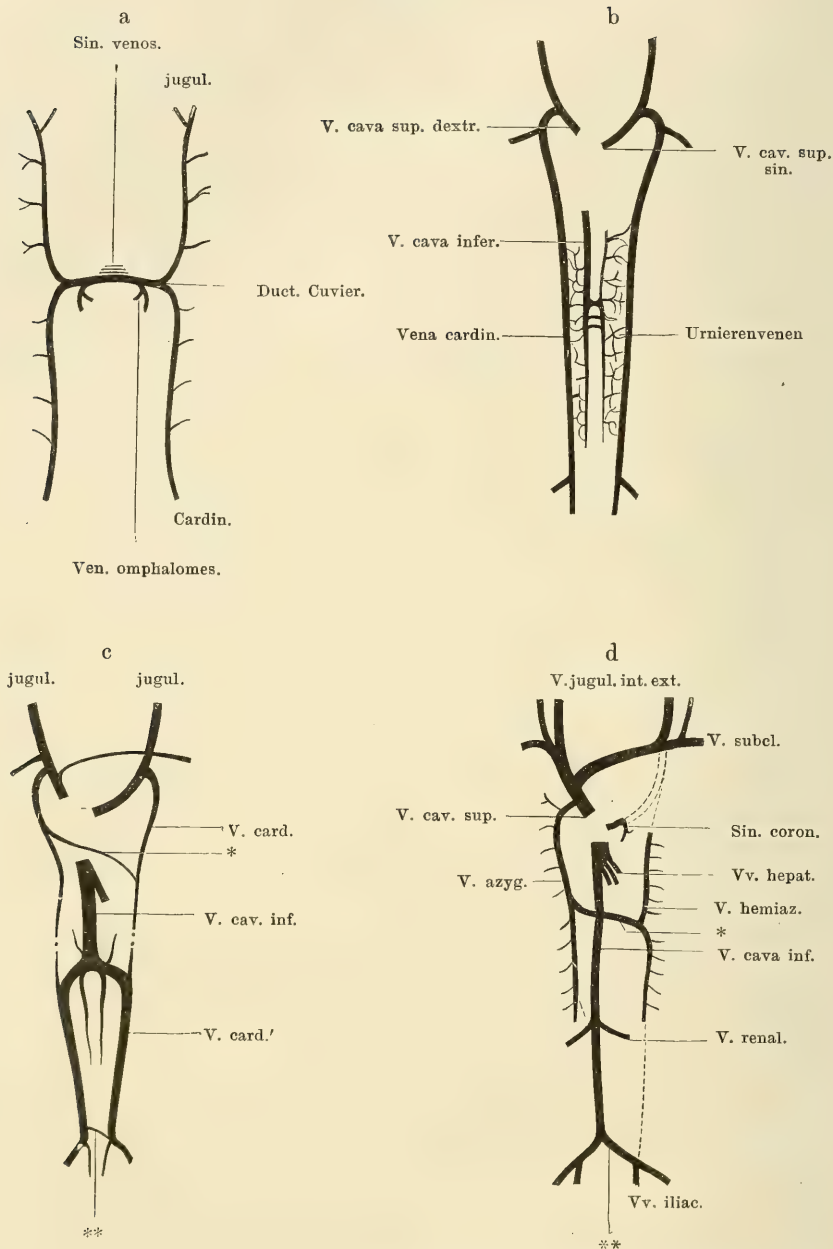 a
Sin. venos.
jugul.
Duct. Cuvier.
Cardin.
Ven. omphalomes.
b
V. cava sup. dextr.
V. cav. sup.
sin.
V. cava infer.
Vena cardin.
Urnierenvenen
c
jugul.
jugul.
V. card.
*
V. cav. inf.
V. card.′
**
d
V. jugul. int. ext.
V. subcl.
V. cav. sup.
Sin. coron.
V. azyg.
Vv. hepat.
V. hemiaz.
*
V. cava inf.
V. renal.
Vv. iliac.
**